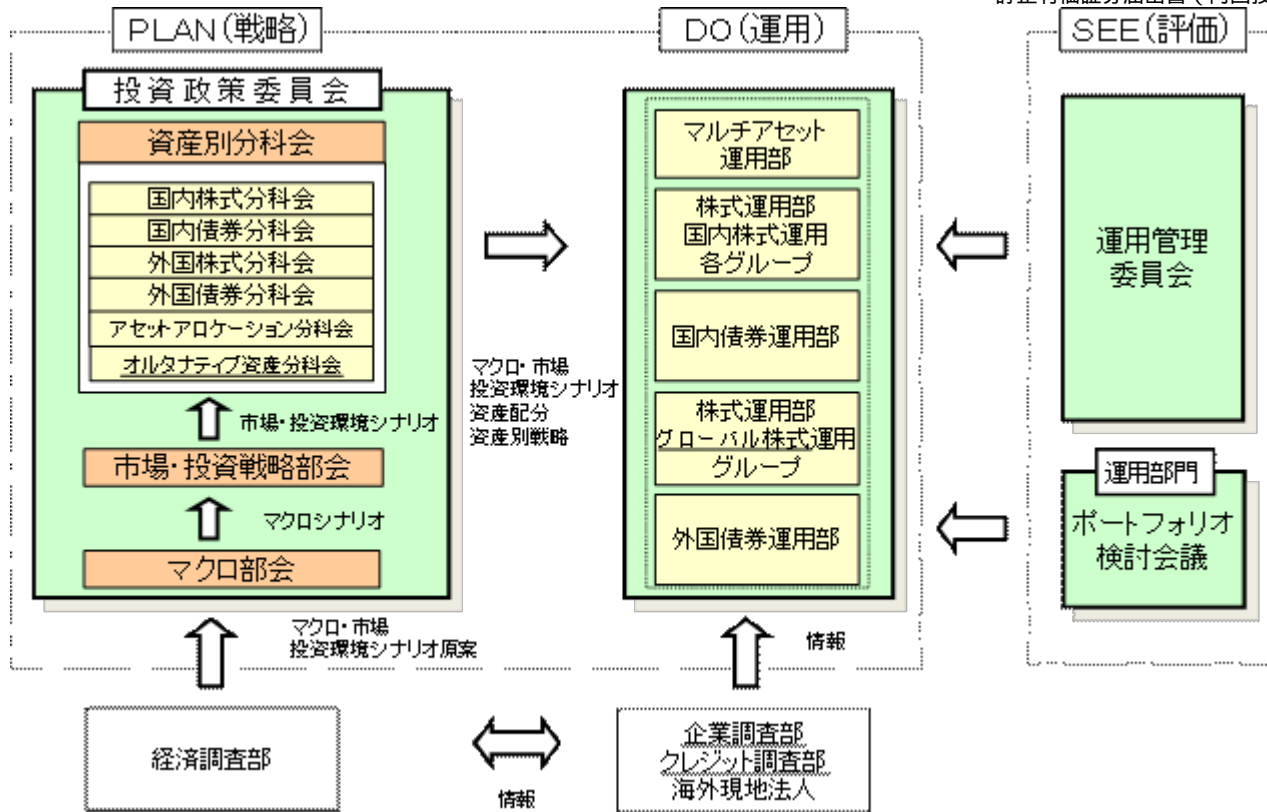 訂正有価証券届出書(内国投
PLAN(戦略)
投資政策委員会
資産別分科会
国内株式分科会
国内債券分科会
外国株式分科会
外国債券分科会
アセットアロケーション分科会
オルタナティブ資産分科会
市場・投資環境シナリオ
市場・投資戦略部会
マクロシナリオ
マクロ部会
マクロ・市場
投資環境シナリオ原案
経済調査部
マクロ・市場
投資環境シナリオ
資産配分
資産別戦略
DO(運用)
マルチアセット
運用部
株式運用部
国内株式運用
各グループ
国内債券運用部
株式運用部
グローバル株式運用
グループ
外国債券運用部
情報
企業調査部
クレジット調査部
海外現地法人
情報
SEE(評価)
運用管理
委員会
運用部門
ポートフォリオ
検討会議